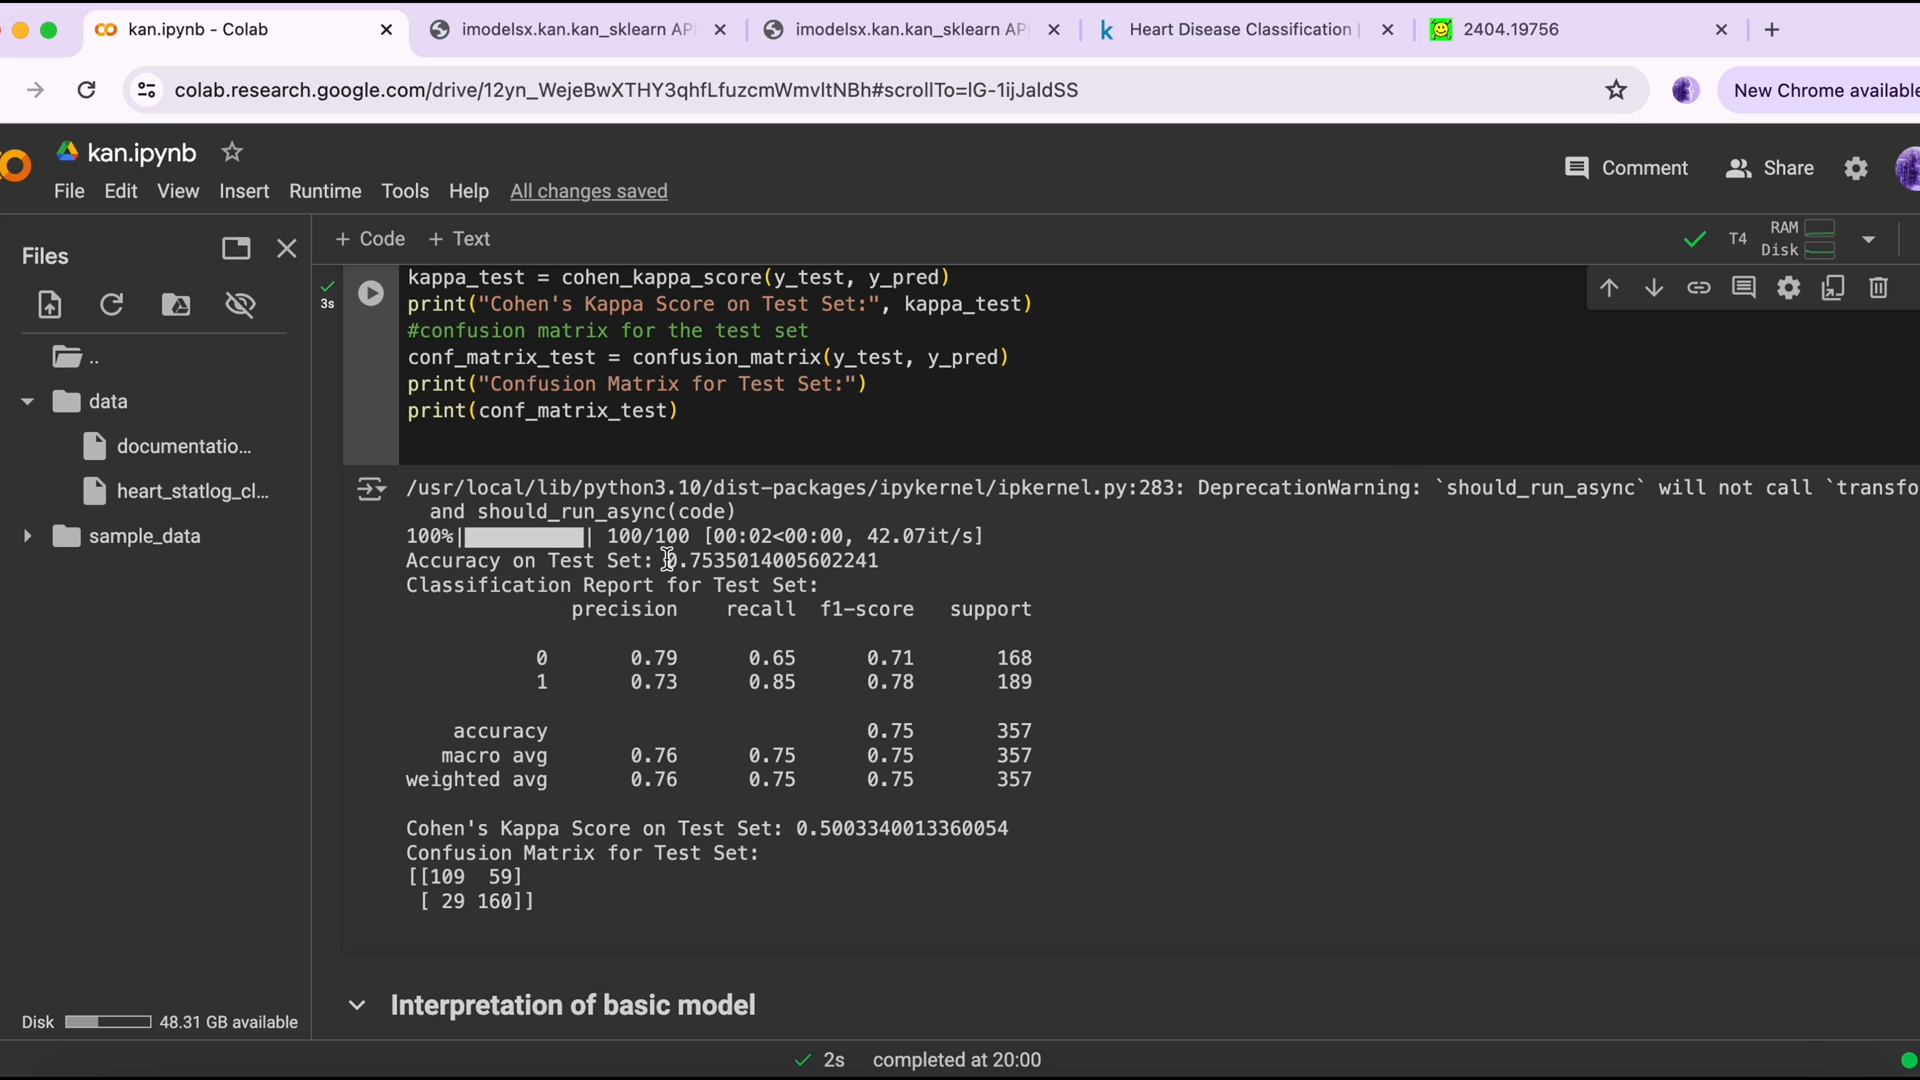 kan.ipynb - Colab
imodelsx.kan.kan_sklearn AP
imodelsx.kan.kan_sklearn AP
Heart Disease Classification |
2404.19756
colab.research.google.com/drive/12yn_WejeBwXTHY3qhfLfuzcmWmvItNBh#scrollTo=IG-1ijJaldSS
New Chrome available
kan.ipynb
File Edit View Insert Runtime Tools Help All changes saved
Comment Share
Files
+ Code + Text
T4
RAM
Disk
..
data
documentatio...
heart_statlog_cl...
sample_data
3s
kappa_test = cohen_kappa_score(y_test, y_pred)
print("Cohen's Kappa Score on Test Set:", kappa_test)
#confusion matrix for the test set
conf_matrix_test = confusion_matrix(y_test, y_pred)
print("Confusion Matrix for Test Set:")
print(conf_matrix_test)
/usr/local/lib/python3.10/dist-packages/ipykernel/ipkernel.py:283: DeprecationWarning: `should_run_async` will not call `transfo
and should_run_async(code)
100%|██████████| 100/100 [00:02<00:00, 42.07it/s]
Accuracy on Test Set: 0.7535014005602241
Classification Report for Test Set:
precision recall f1-score support
0 0.79 0.65 0.71 168
1 0.73 0.85 0.78 189
accuracy 0.75 357
macro avg 0.76 0.75 0.75 357
weighted avg 0.76 0.75 0.75 357
Cohen's Kappa Score on Test Set: 0.5003340013360054
Confusion Matrix for Test Set:
[[109 59]
[ 29 160]]
Interpretation of basic model
Disk 48.31 GB available
2s completed at 20:00